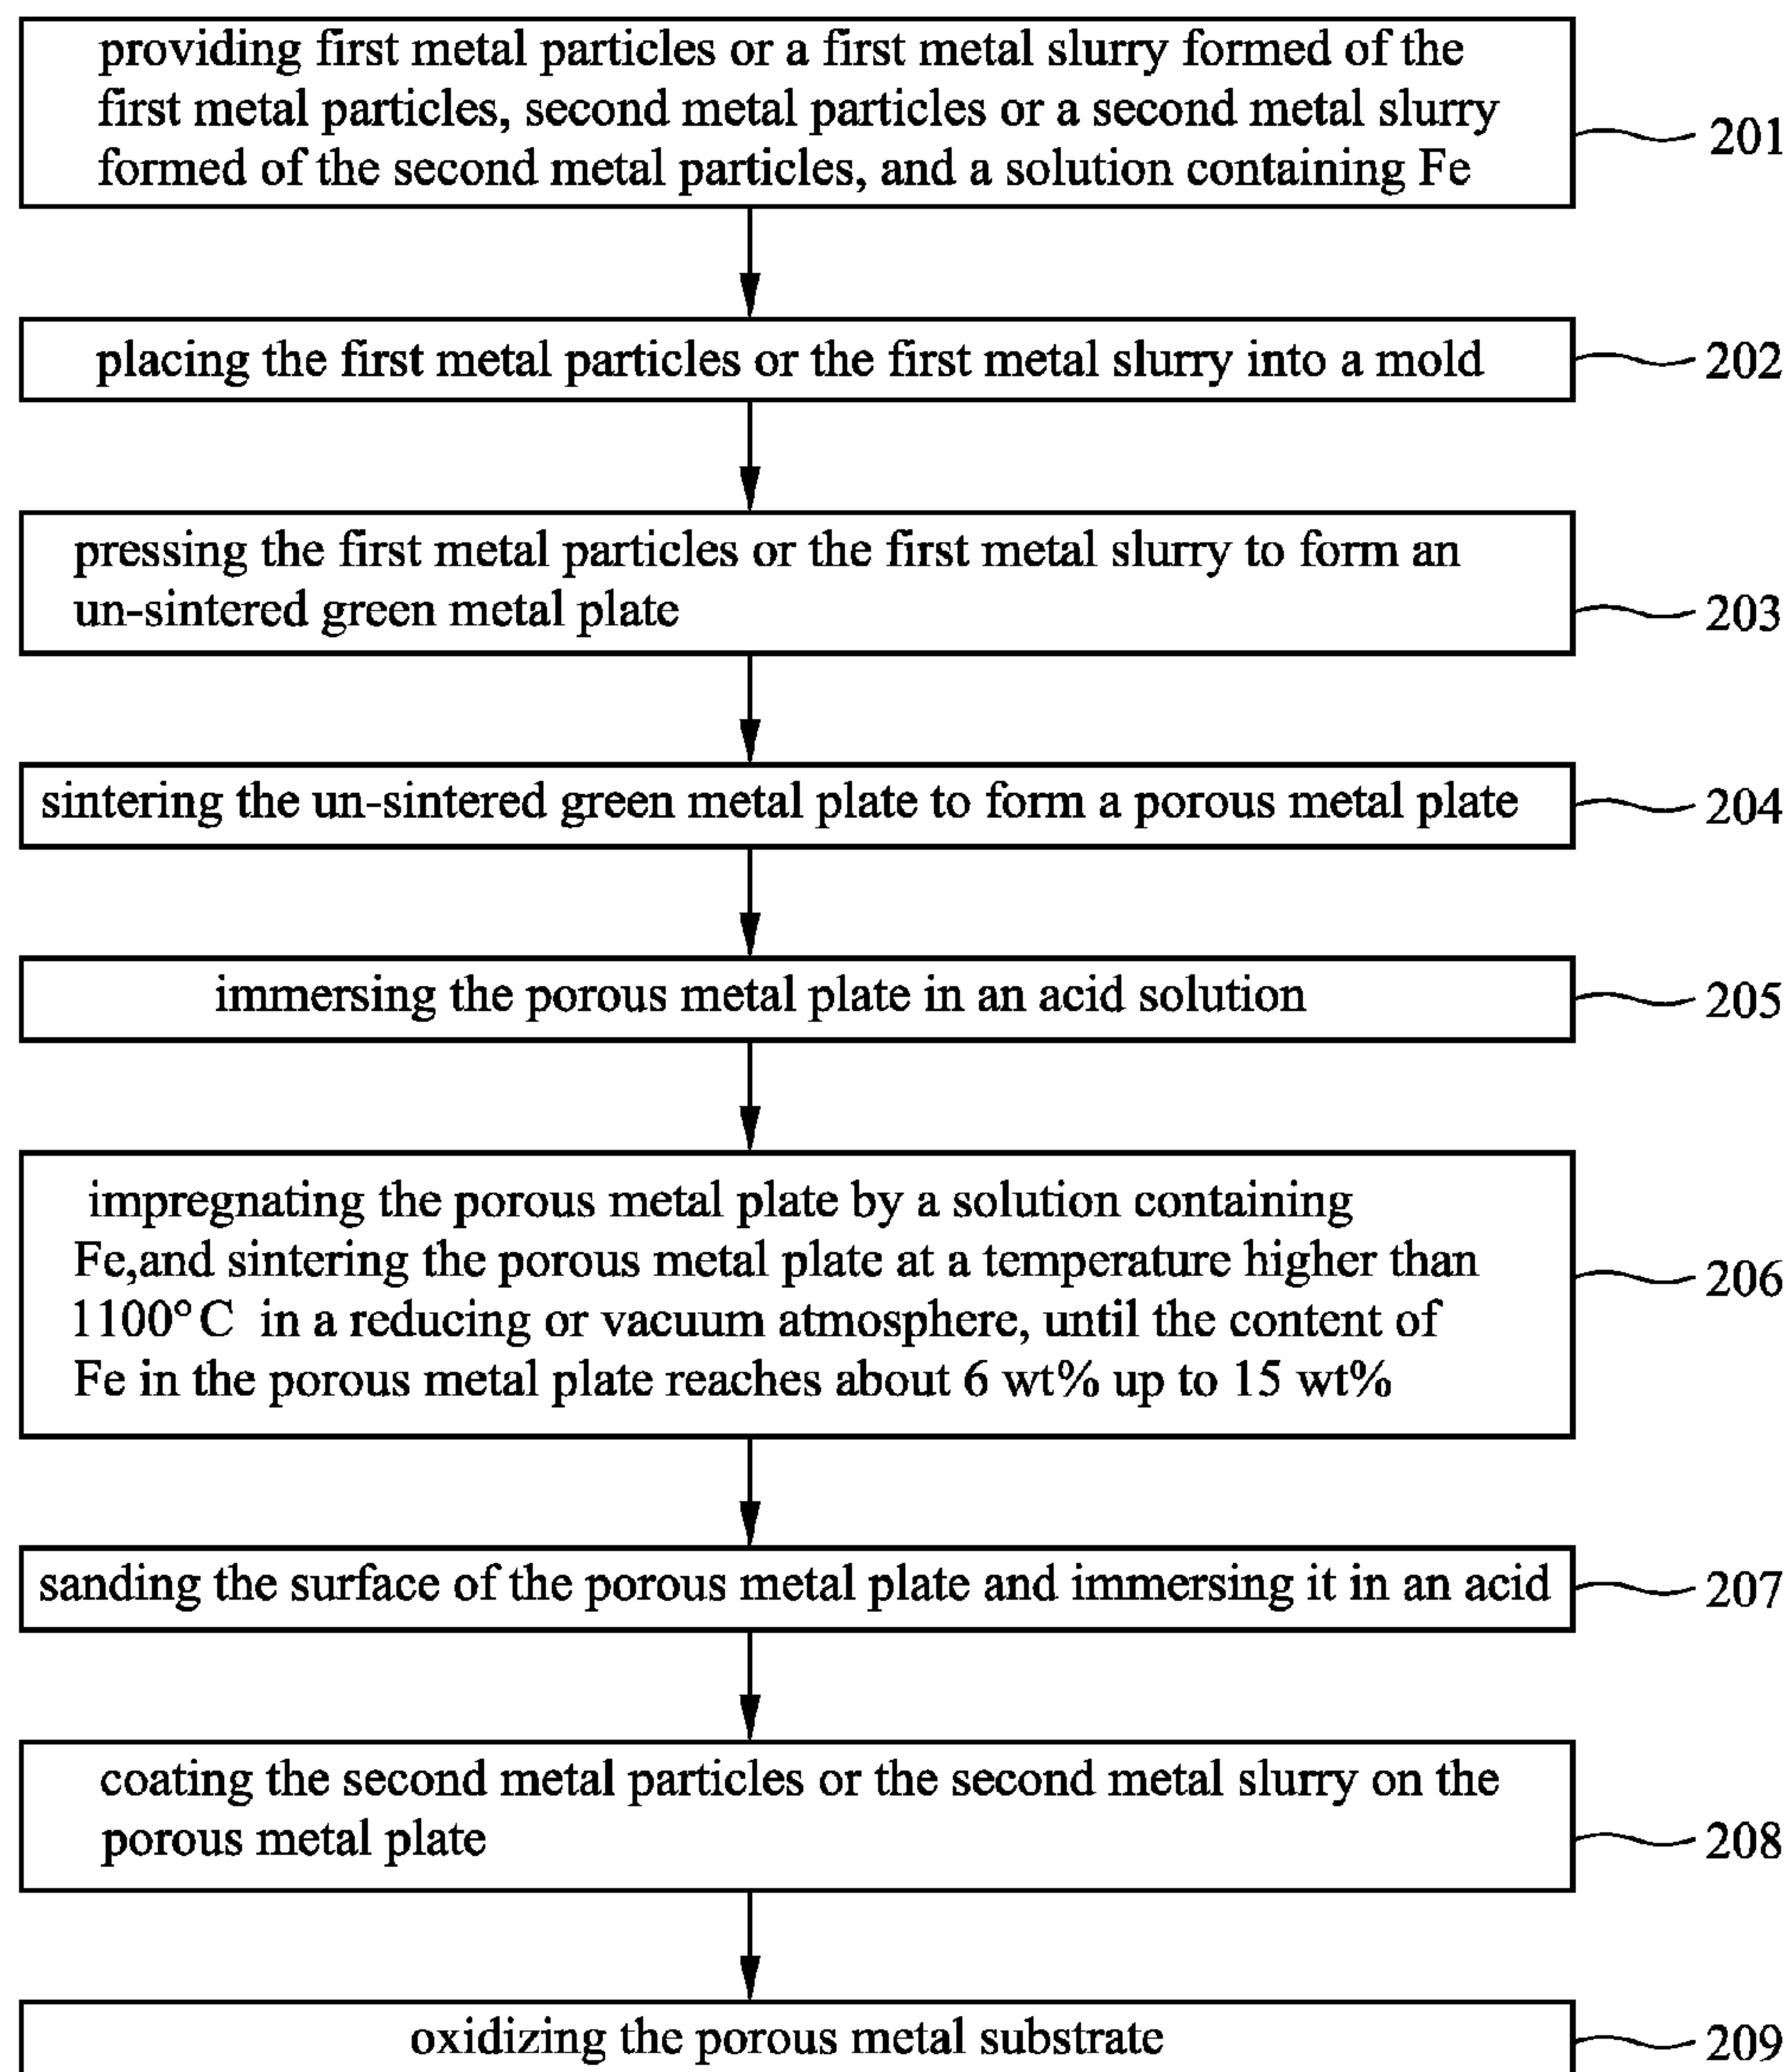 providing first metal particles or a first metal slurry formed of the
first metal particles, second metal particles or a second metal slurry
formed of the second metal particles, and a solution containing Fe
201
placing the first metal particles or the first metal slurry into a mold
202
pressing the first metal particles or the first metal slurry to form an
un-sintered green metal plate
203
sintering the un-sintered green metal plate to form a porous metal plate
204
immersing the porous metal plate in an acid solution
205
impregnating the porous metal plate by a solution containing
Fe,and sintering the porous metal plate at a temperature higher than
1100°C in a reducing or vacuum atmosphere, until the content of
Fe in the porous metal plate reaches about 6 wt% up to 15 wt%
206
sanding the surface of the porous metal plate and immersing it in an acid
207
coating the second metal particles or the second metal slurry on the
porous metal plate
208
oxidizing the porous metal substrate
209